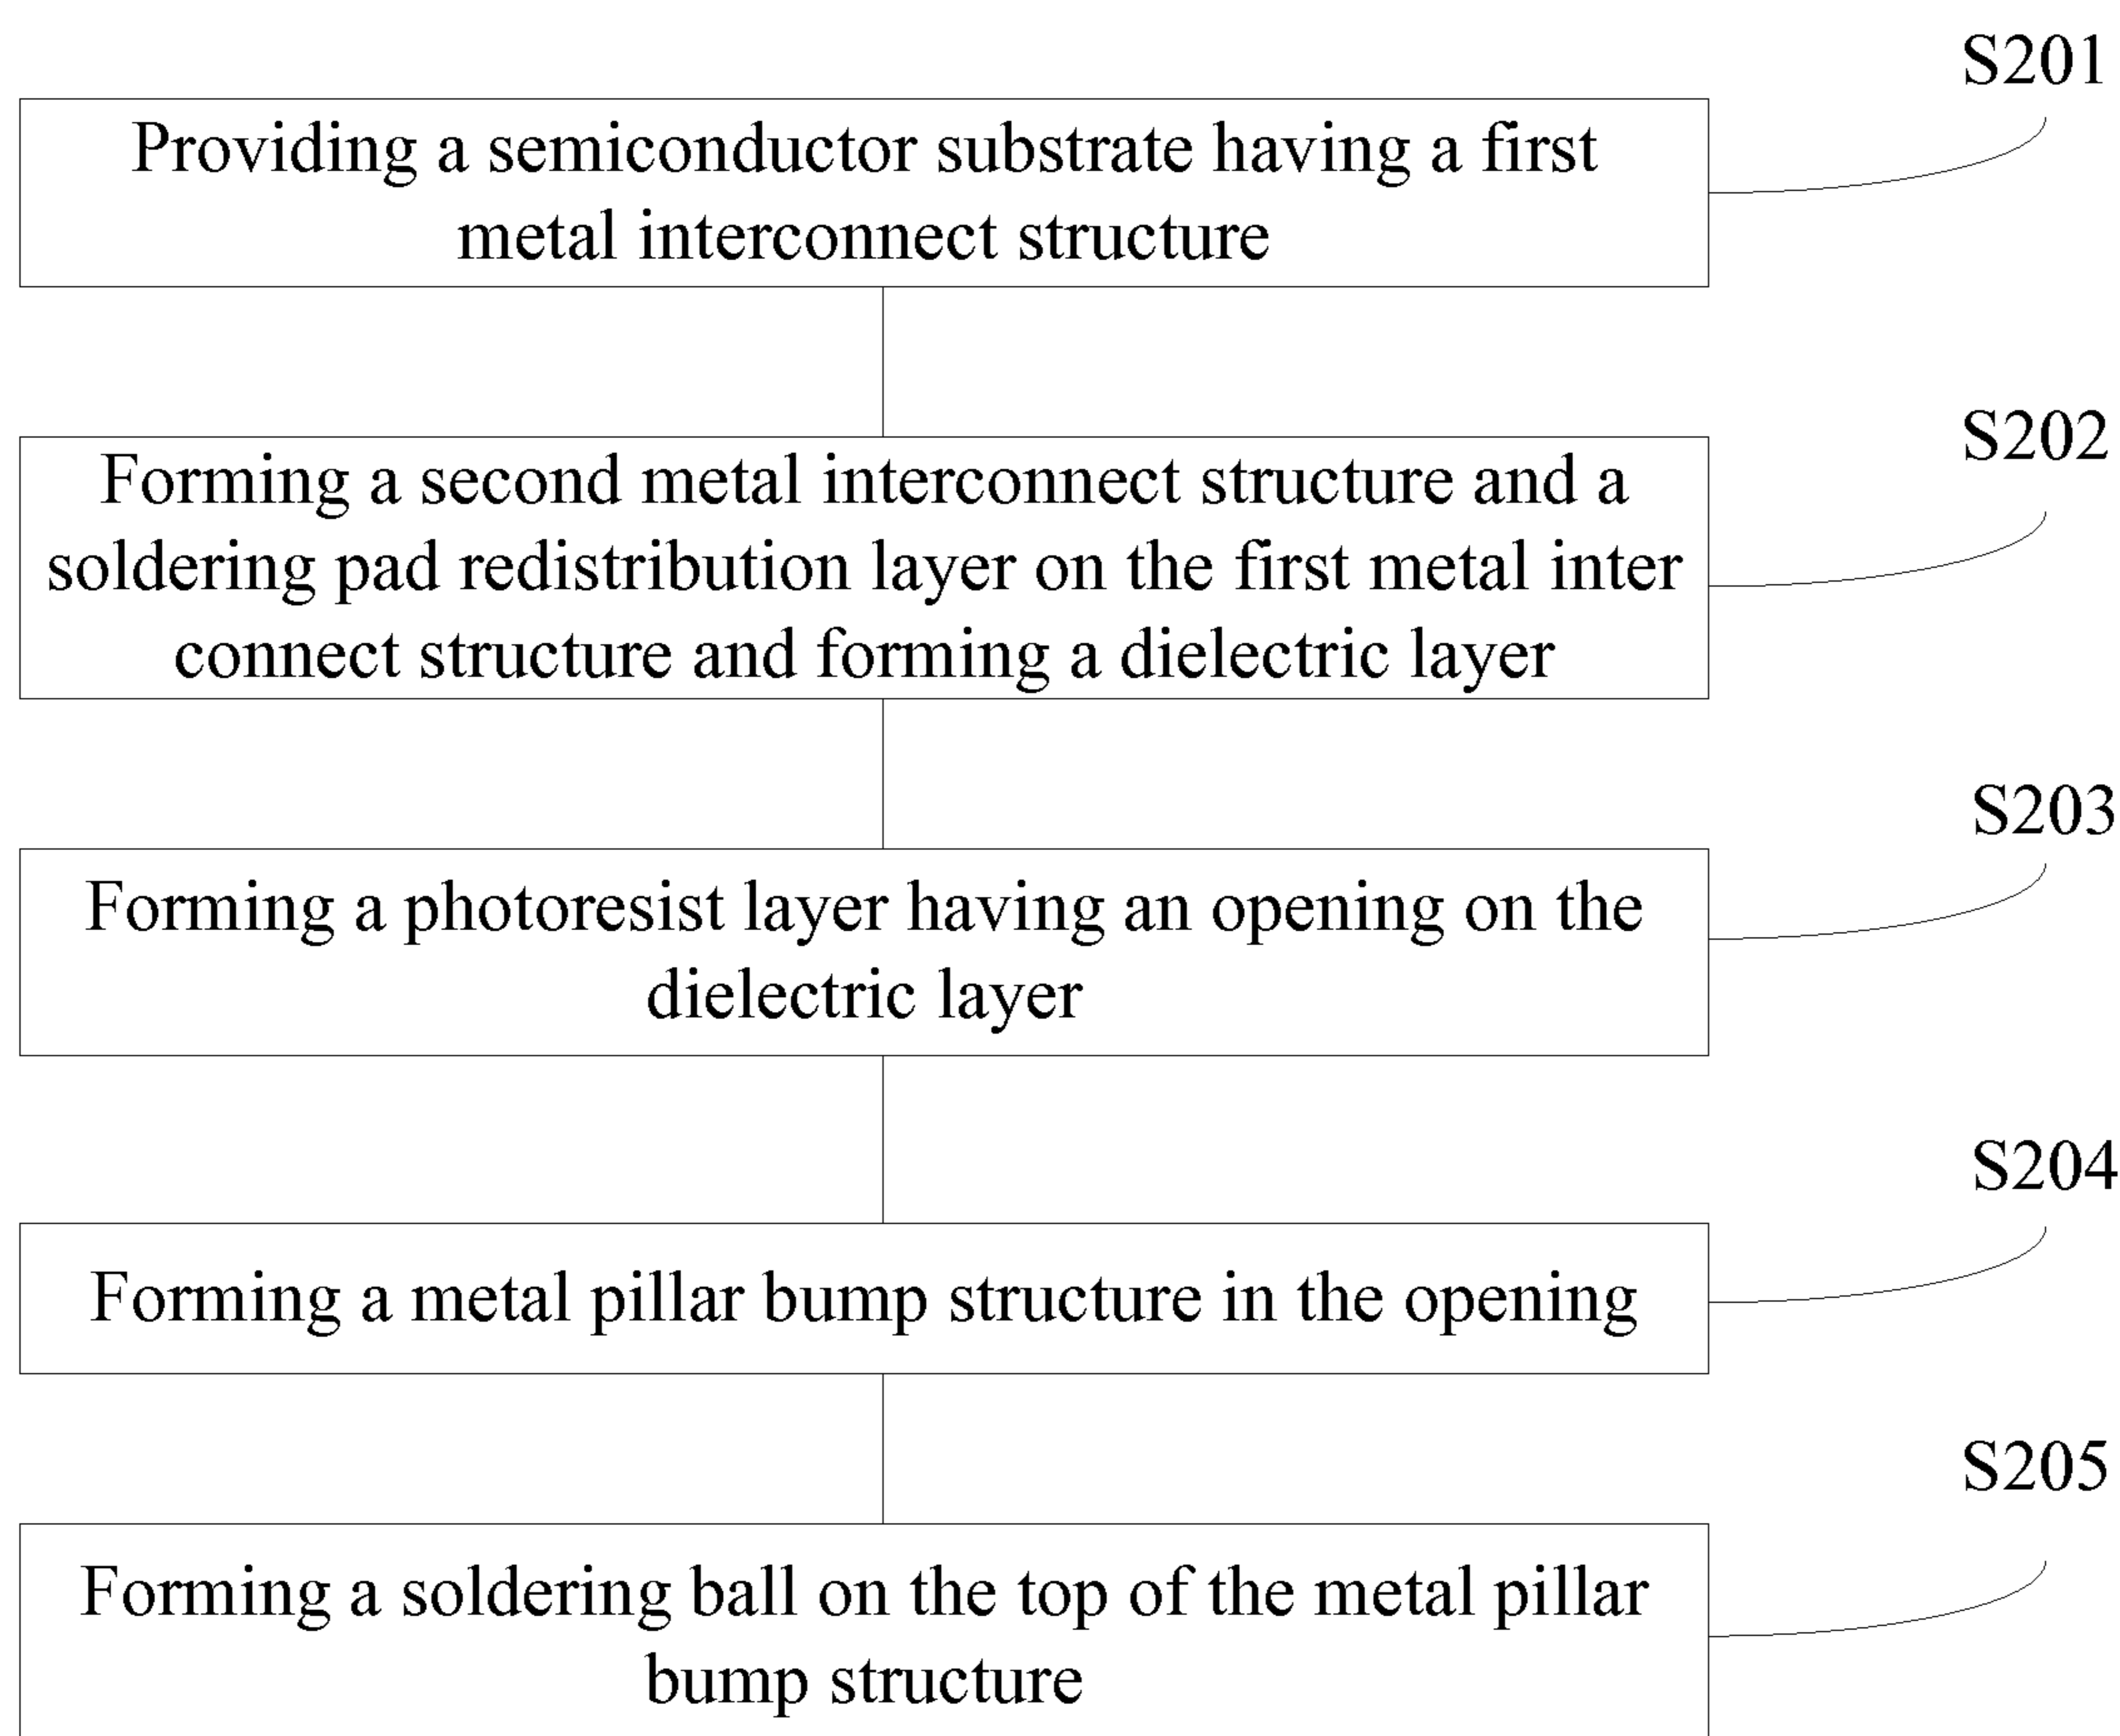 S201
Providing a semiconductor substrate having a first
metal interconnect structure
S202
Forming a second metal interconnect structure and a
soldering pad redistribution layer on the first metal inter
connect structure and forming a dielectric layer
S203
Forming a photoresist layer having an opening on the
dielectric layer
S204
Forming a metal pillar bump structure in the opening
S205
Forming a soldering ball on the top of the metal pillar
bump structure